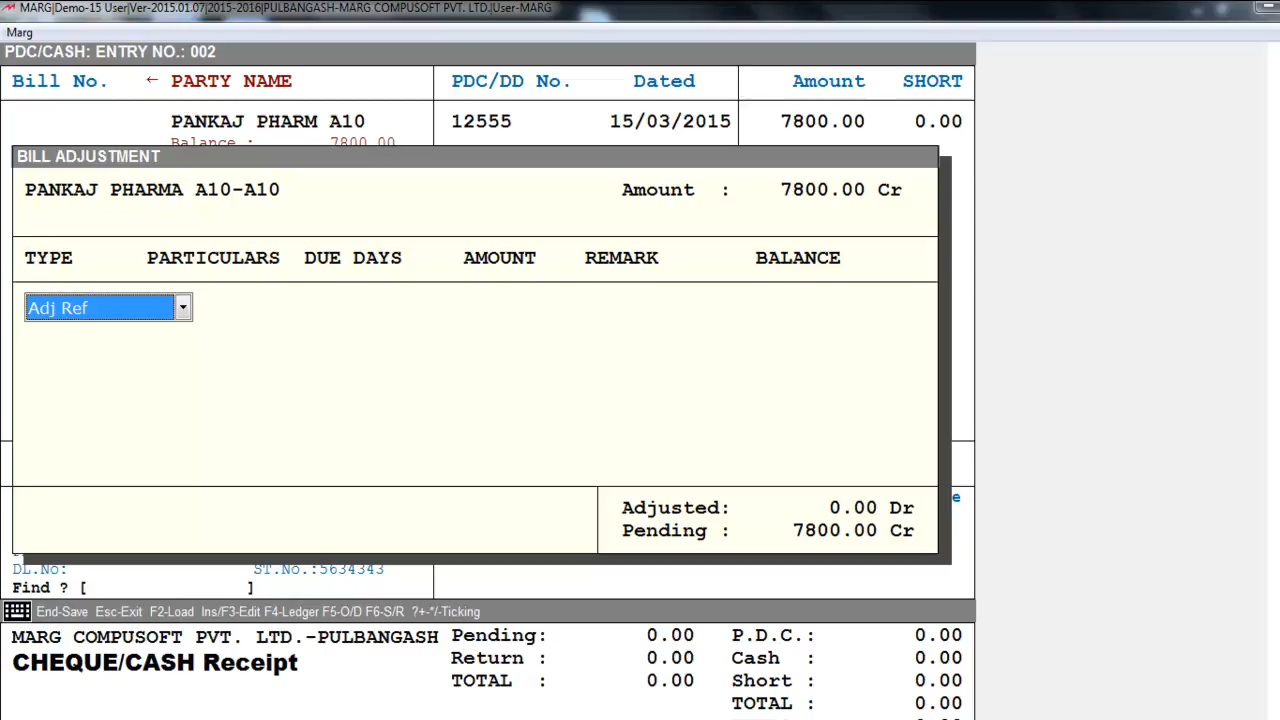 MARG|Demo-15 User|Ver-2015.01.07|2015-2016|PULBANGASH-MARG COMPUSOFT PVT. LTD.|User-MARG
Marg
PDC/CASH: ENTRY NO.: 002
Bill No. ← PARTY NAME PDC/DD No. Dated Amount SHORT
PANKAJ PHARM A10 12555 15/03/2015 7800.00 0.00
Balance : 7800.00
BILL ADJUSTMENT
PANKAJ PHARMA A10-A10 Amount : 7800.00 Cr
TYPE PARTICULARS DUE DAYS AMOUNT REMARK BALANCE
Adj Ref
e
Adjusted: 0.00 Dr
Pending : 7800.00 Cr
DL.No: ST.No.:5634343
Find ? [ ]
End-Save Esc-Exit F2-Load Ins/F3-Edit F4-Ledger F5-O/D F6-S/R ?+-*/-Ticking
MARG COMPUSOFT PVT. LTD.-PULBANGASH Pending: 0.00 P.D.C.: 0.00
CHEQUE/CASH Receipt Return : 0.00 Cash : 0.00
TOTAL : 0.00 Short : 0.00
TOTAL : 0.00